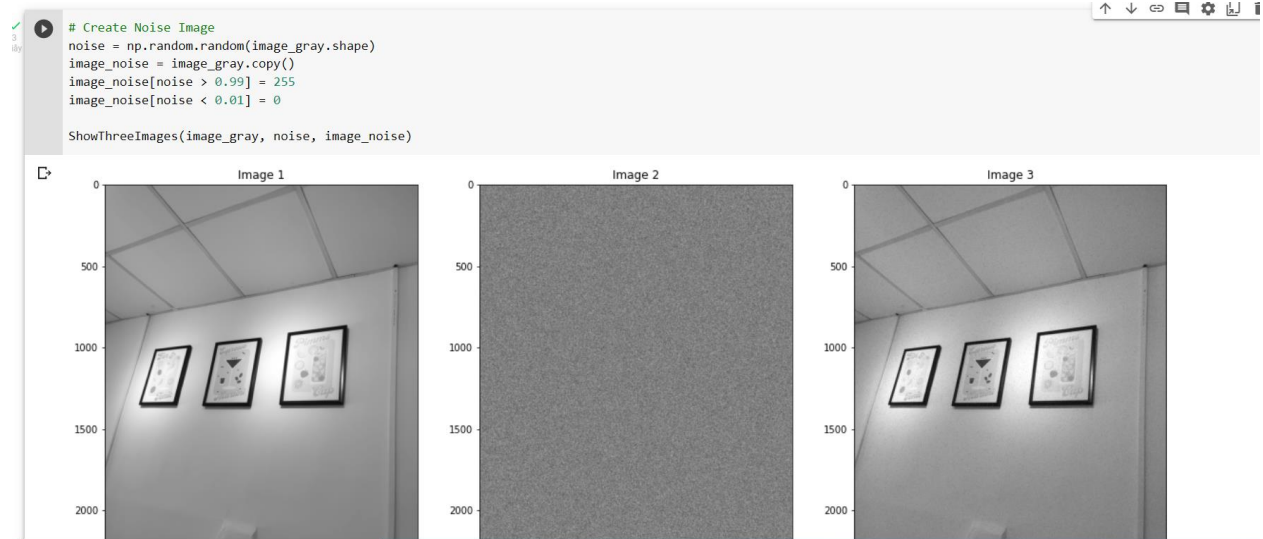 # Create Noise Image
3
giây
noise = np.random.random(image_gray.shape)
image_noise = image_gray.copy()
image_noise[noise > 0.99] = 255
image_noise[noise < 0.01] = 0
ShowThreeImages(image_gray, noise, image_noise)
Image 1
Image 2
Image 3
0
0
0
500
500
500
1000
1000
1000
1500
1500
1500
2000
2000
2000